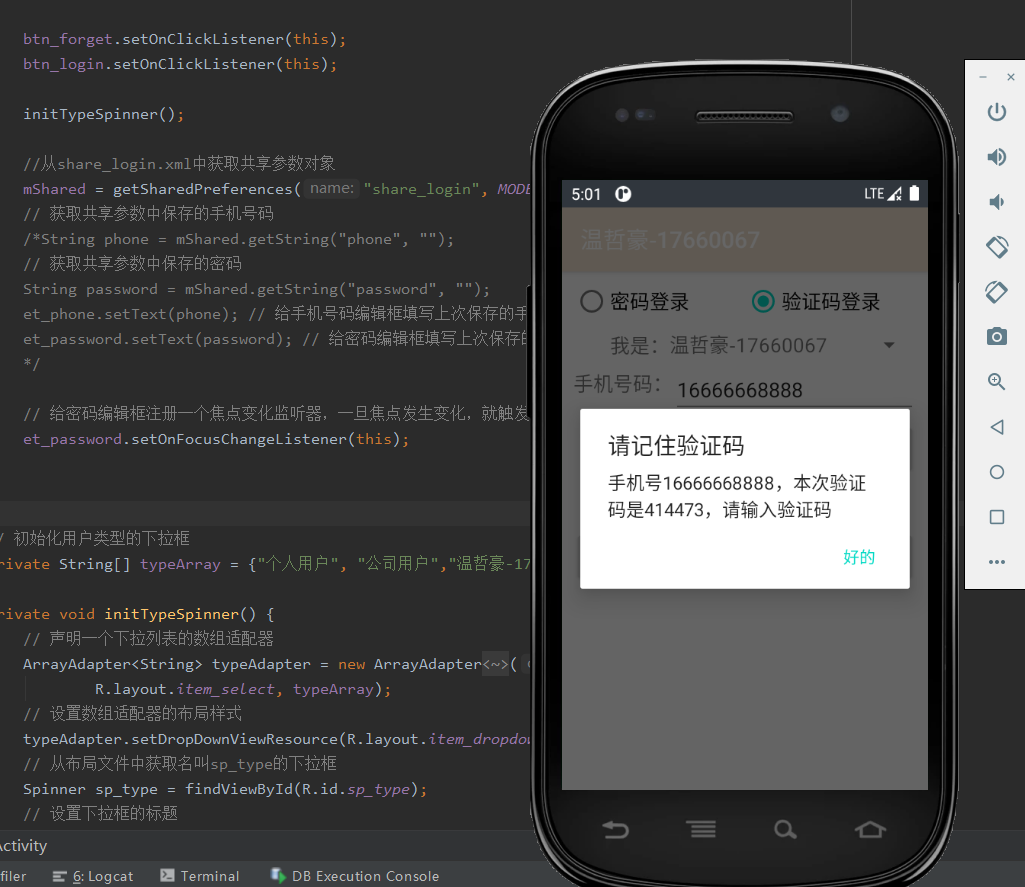 btn_forget.setOnClickListener(this);
btn_login.setOnClickListener(this);
initTypeSpinner();
//从share_login.xml中获取共享参数对象
mShared = getSharedPreferences( name: "share_login", MODE
// 获取共享参数中保存的手机号码
/*String phone = mShared.getString("phone", "");
// 获取共享参数中保存的密码
String password = mShared.getString("password", "");
et_phone.setText(phone); // 给手机号码编辑框填写上次保存的手
et_password.setText(password); // 给密码编辑框填写上次保存的
*/
// 给密码编辑框注册一个焦点变化监听器，一旦焦点发生变化，就触发
et_password.setOnFocusChangeListener(this);
/ 初始化用户类型的下拉框
rivate String[] typeArray = {"个人用户", "公司用户","温哲豪-17
rivate void initTypeSpinner() {
// 声明一个下拉列表的数组适配器
ArrayAdapter<String> typeAdapter = new ArrayAdapter<~>(
R.layout.item_select, typeArray);
// 设置数组适配器的布局样式
typeAdapter.setDropDownViewResource(R.layout.item_dropdow
// 从布局文件中获取名叫sp_type的下拉框
Spinner sp_type = findViewById(R.id.sp_type);
// 设置下拉框的标题
Activity
filer
6: Logcat
Terminal
DB Execution Console
5:01
LTE
温哲豪-17660067
密码登录
验证码登录
我是：温哲豪-17660067
手机号码：
16666668888
请记住验证码
手机号16666668888，本次验证
码是414473，请输入验证码
好的